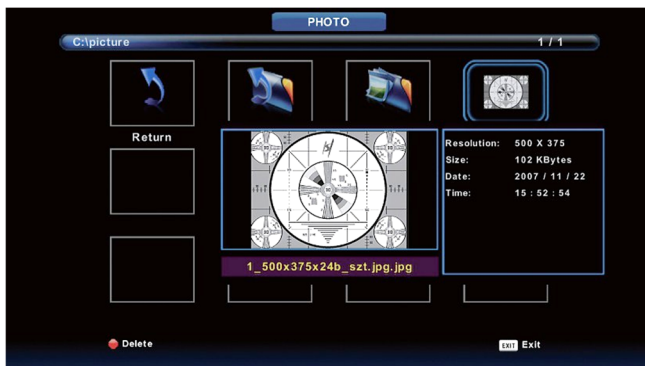 PHOTO
C:\picture
1 / 1
Return
Resolution: 500 X 375
Size: 102 KBytes
Date: 2007 / 11 / 22
Time: 15 : 52 : 54
1_500x375x24b_szt.jpg.jpg
Delete
EXIT Exit